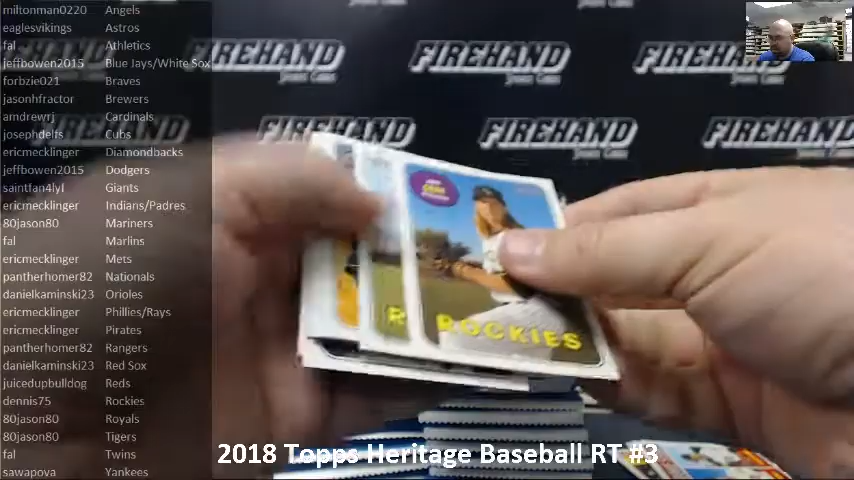 miltonman0220 Angels
eaglesvikings Astros
fal Athletics
jeffbowen2015 Blue Jays/White Sox
forbzie021 Braves
jasonhfractor Brewers
amdrewrj Cardinals
josephdelfs Cubs
ericmecklinger Diamondbacks
jeffbowen2015 Dodgers
saintfan4lyf Giants
ericmecklinger Indians/Padres
80jason80 Mariners
fal Marlins
ericmecklinger Mets
pantherhomer82 Nationals
danielkaminski23 Orioles
ericmecklinger Phillies/Rays
ericmecklinger Pirates
pantherhomer82 Rangers
danielkaminski23 Red Sox
juicedupbulldog Reds
dennis75 Rockies
80jason80 Royals
80jason80 Tigers
fal Twins
sawapova Yankees
FIREHAND FIREHAND FIREHAND
FIREHAND FIREHAND FIREHAND
R ROCKIES
2018 Topps Heritage Baseball RT #3